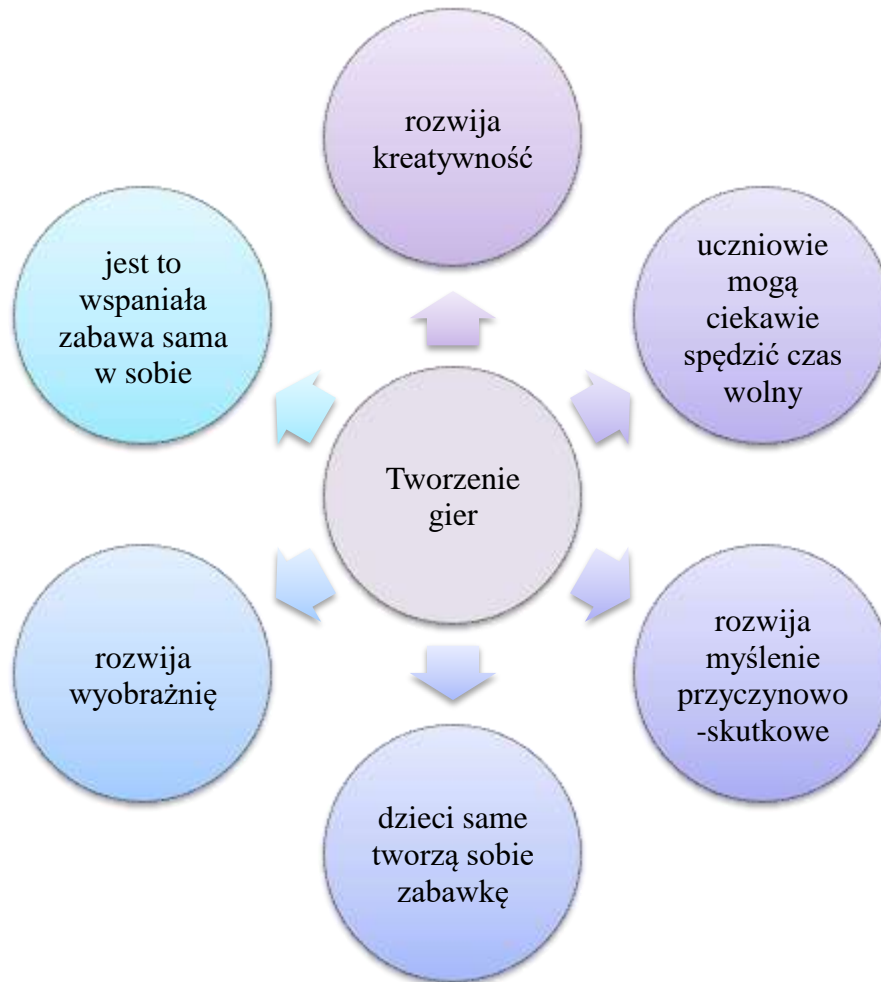 rozwija
kreatywność
uczniowie
mogą
ciekawie
spędzić czas
wolny
rozwija
myślenie
przyczynowo
-skutkowe
dzieci same
tworzą sobie
zabawkę
rozwija
wyobrażnię
jest to
wspaniała
zabawa sama
w sobie
Tworzenie
gier